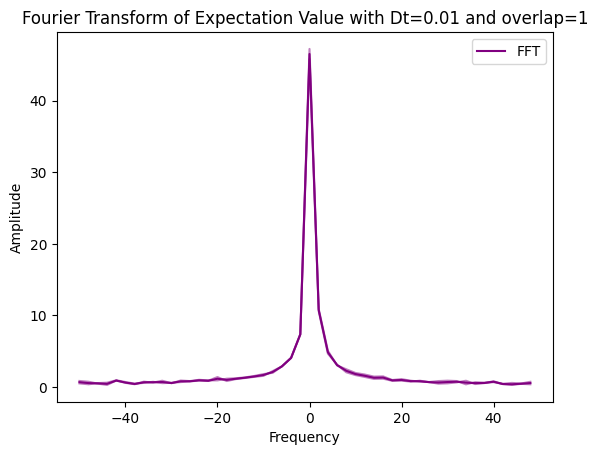 Fourier Transform of Expectation Value with Dt=0.01 and overlap=1
FFT
Amplitude
40
30
20
10
0
−40
−20
0
20
40
Frequency